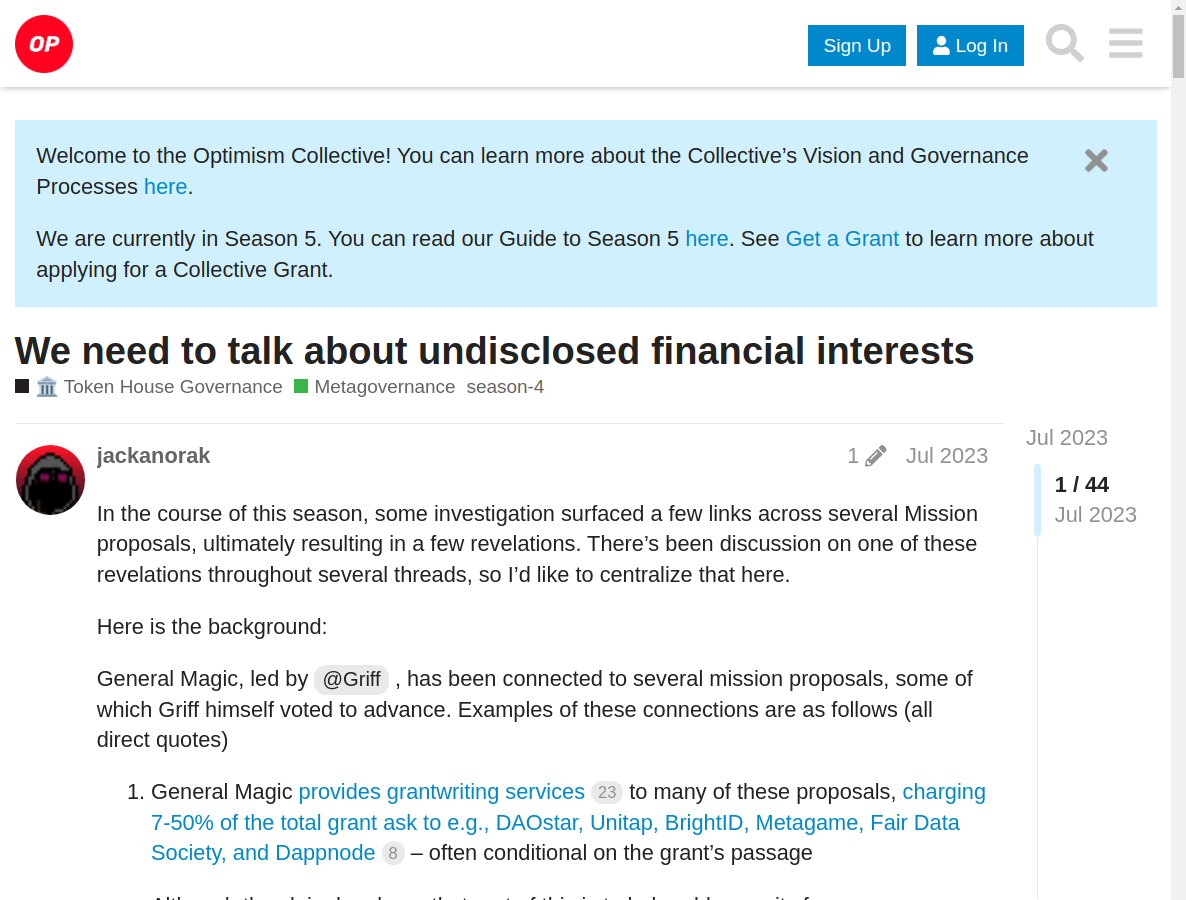 OP
Sign Up
Log In
Welcome to the Optimism Collective! You can learn more about the Collective’s Vision and Governance
Processes here.
We are currently in Season 5. You can read our Guide to Season 5 here. See Get a Grant to learn more about
applying for a Collective Grant.
We need to talk about undisclosed financial interests
Token House Governance Metagovernance season-4
jackanorak 1 Jul 2023
Jul 2023
1 / 44
Jul 2023
In the course of this season, some investigation surfaced a few links across several Mission
proposals, ultimately resulting in a few revelations. There’s been discussion on one of these
revelations throughout several threads, so I’d like to centralize that here.
Here is the background:
General Magic, led by @Griff , has been connected to several mission proposals, some of
which Griff himself voted to advance. Examples of these connections are as follows (all
direct quotes)
1. General Magic provides grantwriting services 23 to many of these proposals, charging
7-50% of the total grant ask to e.g., DAOstar, Unitap, BrightID, Metagame, Fair Data
Society, and Dappnode 8 – often conditional on the grant’s passage